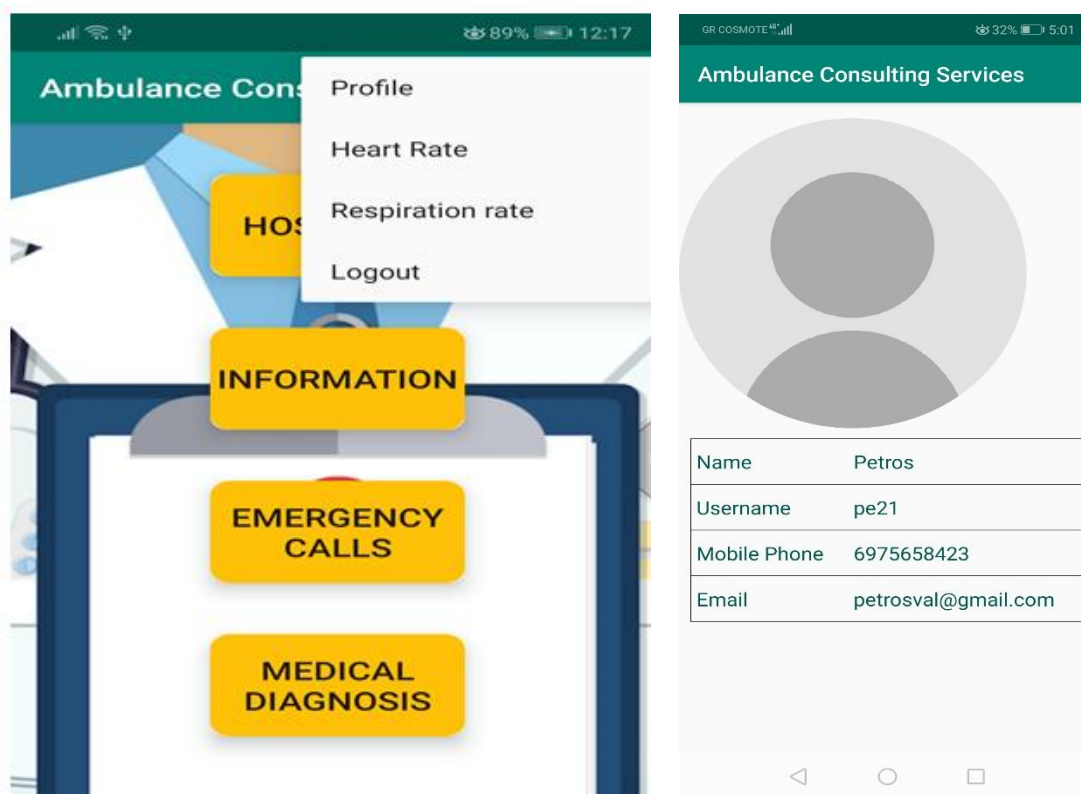 89% 12:17
Ambulance Cons
Profile
Heart Rate
Respiration rate
Logout
HOS
INFORMATION
EMERGENCY
CALLS
MEDICAL
DIAGNOSIS
GR COSMOTE 32% 5:01
Ambulance Consulting Services
Name Petros
Username pe21
Mobile Phone 6975658423
Email petrosval@gmail.com